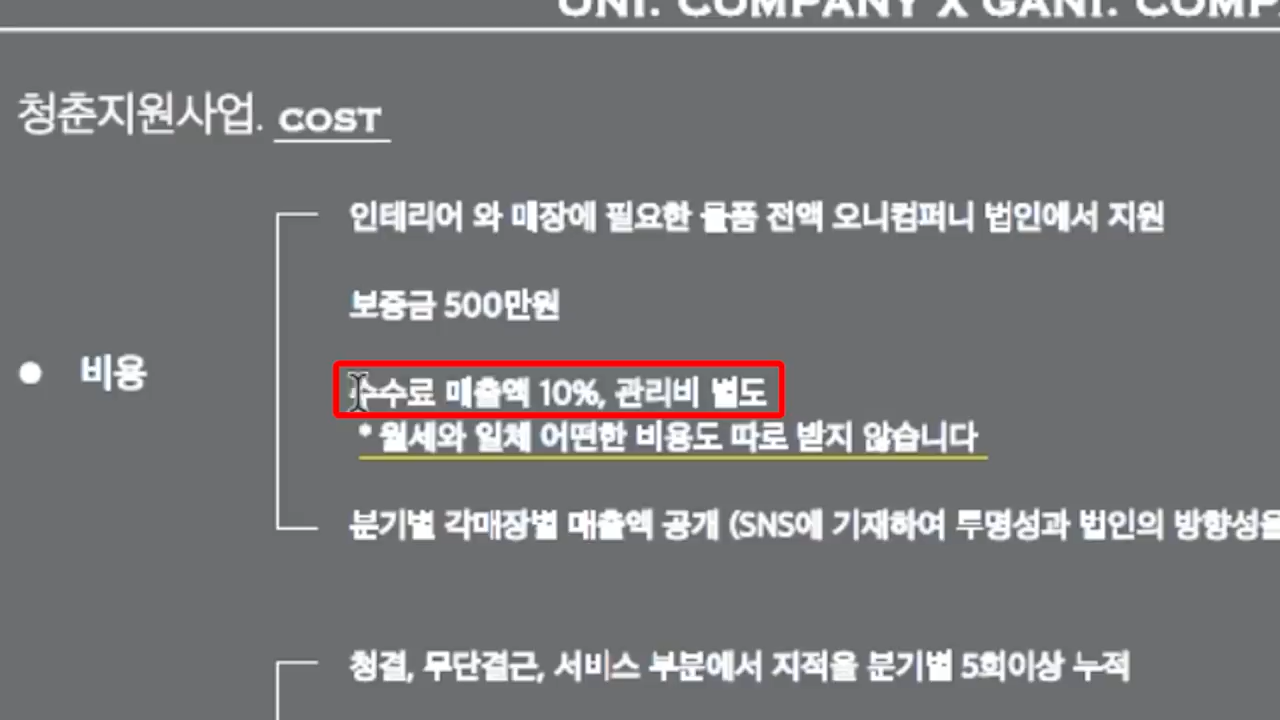 UNI. COMPANY X GANI. COMP
청춘지원사업. COST
인테리어 와 매장에 필요한 물품 전액 오니컴퍼니 법인에서 지원
보증금 500만원
비용
수수료 매출액 10%, 관리비 별도
* 월세와 일체 어떠한 비용도 따로 받지 않습니다
분기별 각매장별 매출액 공개 (SNS에 기재하여 투명성과 법인의 방향성을
청결, 무단결근, 서비스 부분에서 지적을 분기별 5회이상 누적